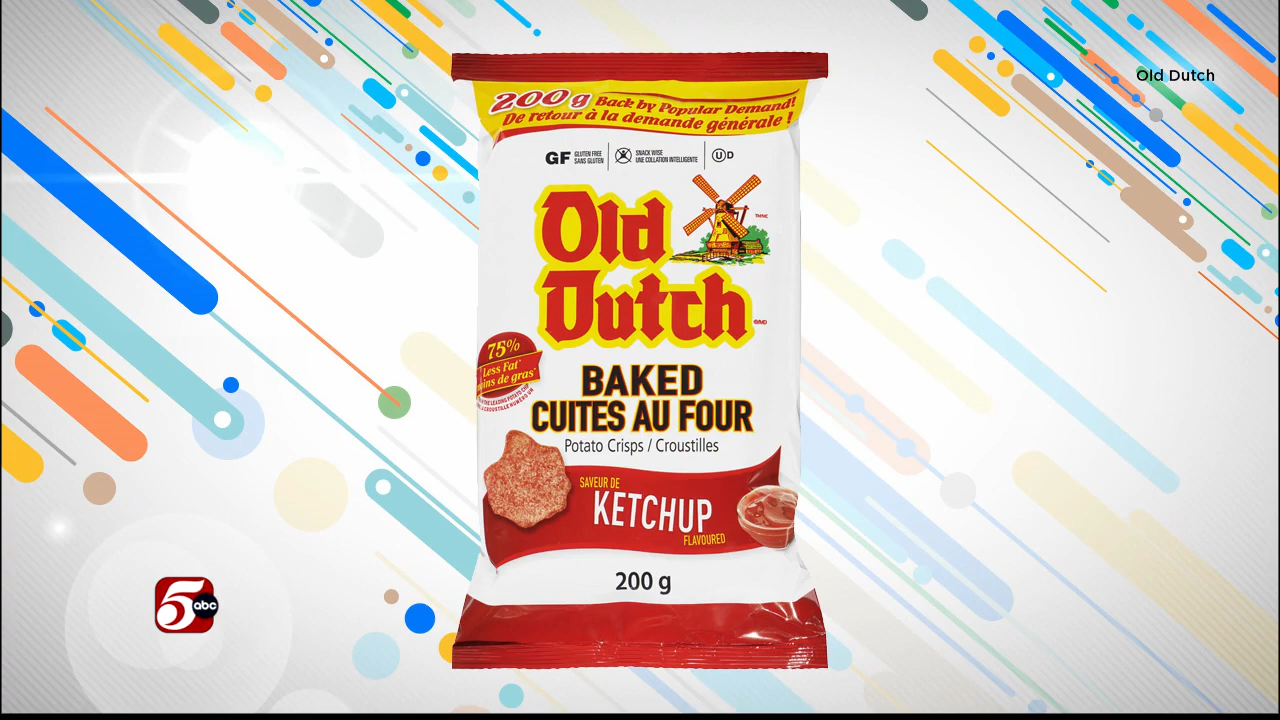 Old Dutch
200 g Back by Popular Demand!
De retour à la demande générale !
GF GLUTEN FREE
SANS GLUTEN
SNACK WISE
UNE COLLATION INTELLIGENTE
U D
Old
Dutch
75%
Less Fat*
moins de gras*
BAKED
CUITES AU FOUR
Potato Crisps / Croustilles
SAVEUR DE
KETCHUP
FLAVOURED
200 g
5 abc